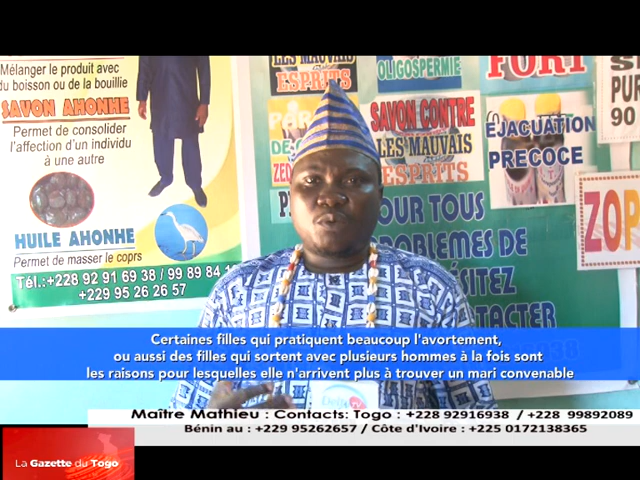 Mélanger le produit avec
du boisson ou de la bouillie
SAVON AHONHE
Permet de consolider
l'affection d'un individu
à une autre
HUILE AHONHE
Permet de masser le coprs
Tél.:+228 92 91 69 38 / 99 89 84
+229 95 26 26 57
LES MAUVAIS
ESPRITS
OLIGOSPERMIE
FORT
PUR
90
SAVON CONTRE
LES MAUVAIS
ESPRITS
ÉJACUATION
PRECOCE
ZOP
POUR TOUS
PROBLEMES DE
Certaines filles qui pratiquent beaucoup l'avortement,
ou aussi des filles qui sortent avec plusieurs hommes à la fois sont
les raisons pour lesquelles elle n'arrivent plus à trouver un mari convenable
Maître Mathieu : Contacts: Togo : +228 92916938 / +228 99892089
Bénin au : +229 95262657 / Côte d'Ivoire : +225 0172138365
La Gazette du Togo